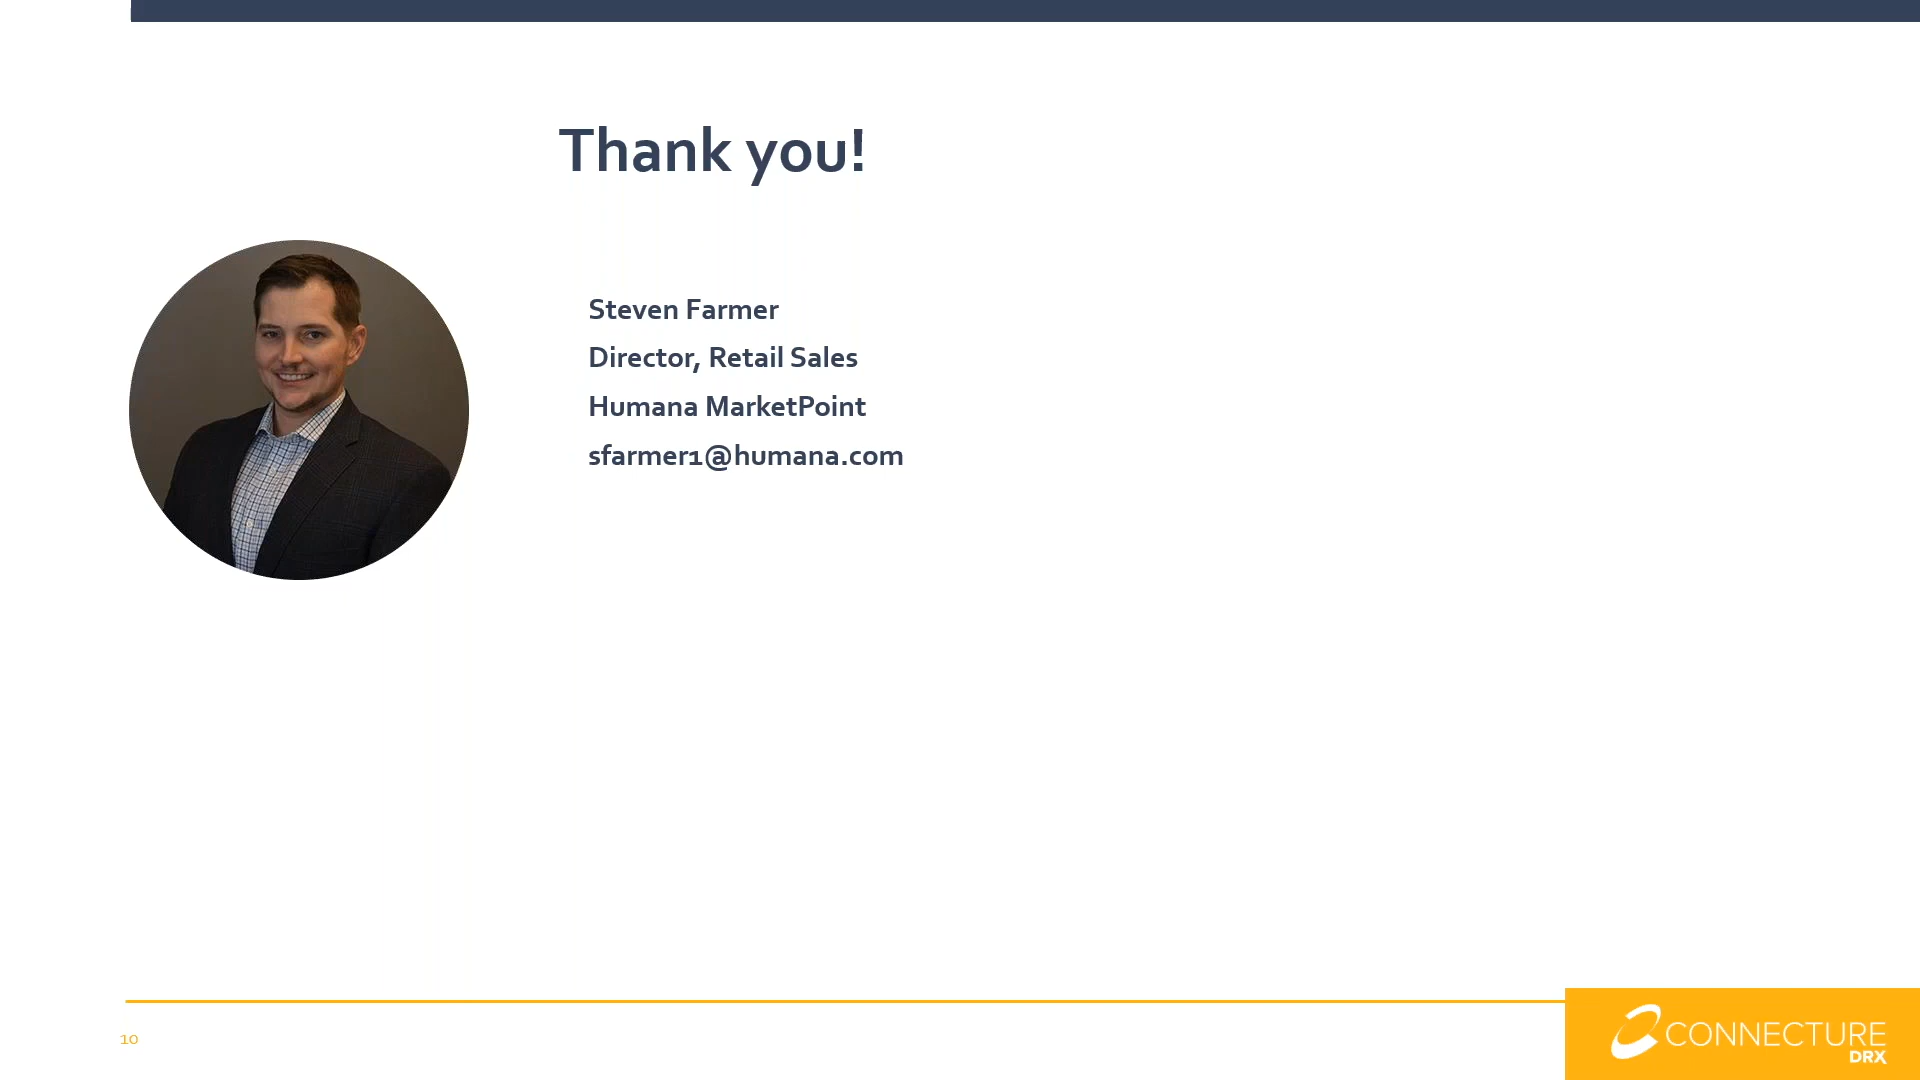 Thank you!
Steven Farmer
Director, Retail Sales
Humana MarketPoint
sfarmer1@humana.com
10
CONNECTURE
DRX